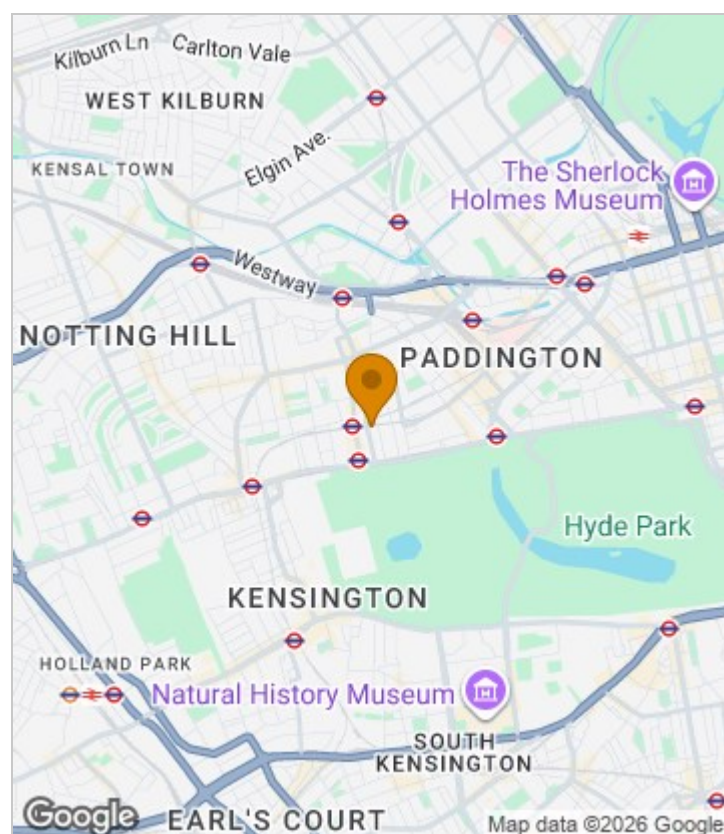 Kilburn Ln
Carlton Vale
WEST KILBURN
Elgin Ave.
KENSAL TOWN
The Sherlock
Holmes Museum
Westway
NOTTING HILL
PADDINGTON
Hyde Park
KENSINGTON
HOLLAND PARK
Natural History Museum
SOUTH
KENSINGTON
Google
EARL'S COURT
Map data ©2026 Google